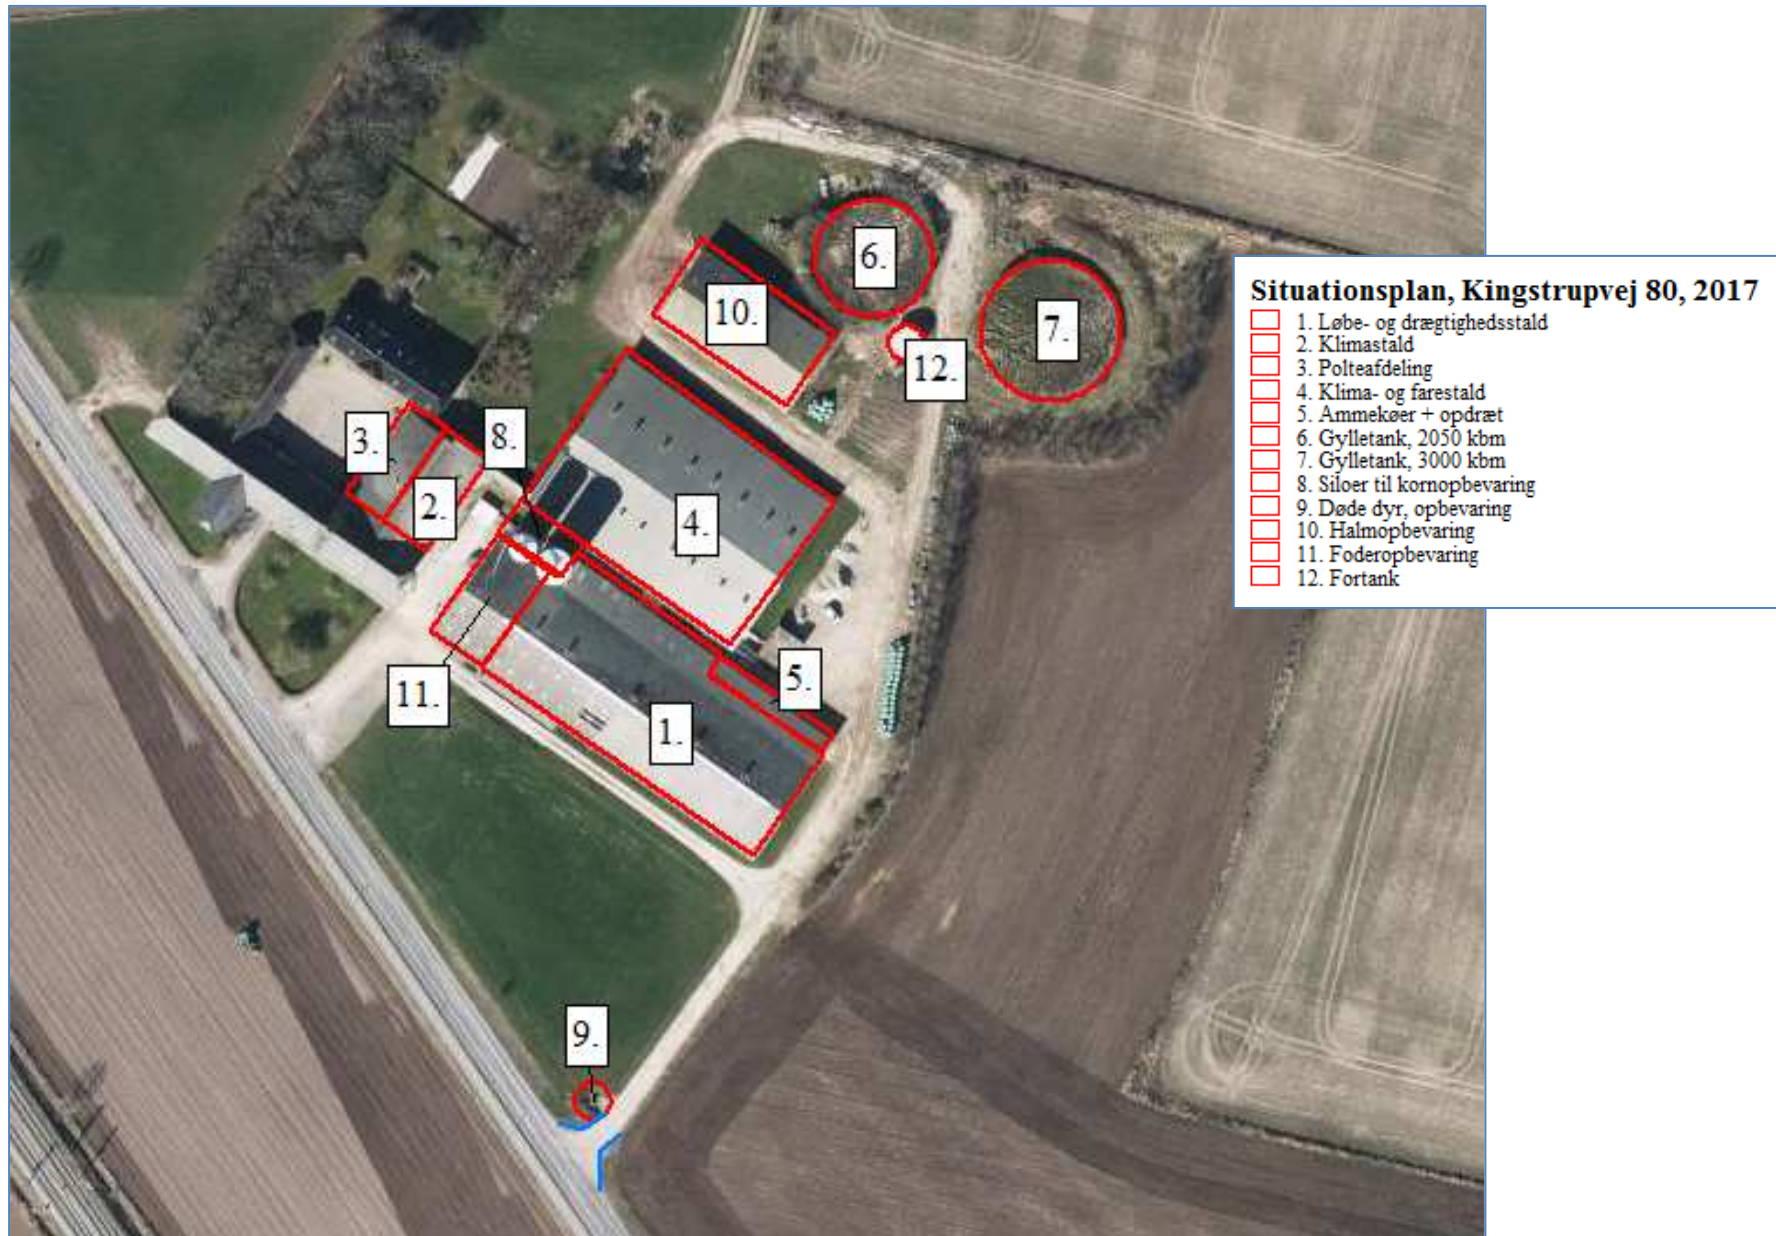 6.
7.
10.
12.
3.
8.
2.
4.
5.
11.
1.
9.
Situationsplan, Kingstrupvej 80, 2017
1. Løbe- og drægtighedsstald
2. Klimastald
3. Polteafdeling
4. Klima- og farestald
5. Ammekøer + opdræt
6. Gylletank, 2050 kbm
7. Gylletank, 3000 kbm
8. Siloer til kornopbevaring
9. Døde dyr, opbevaring
10. Halmopbevaring
11. Foderopbevaring
12. Fortank